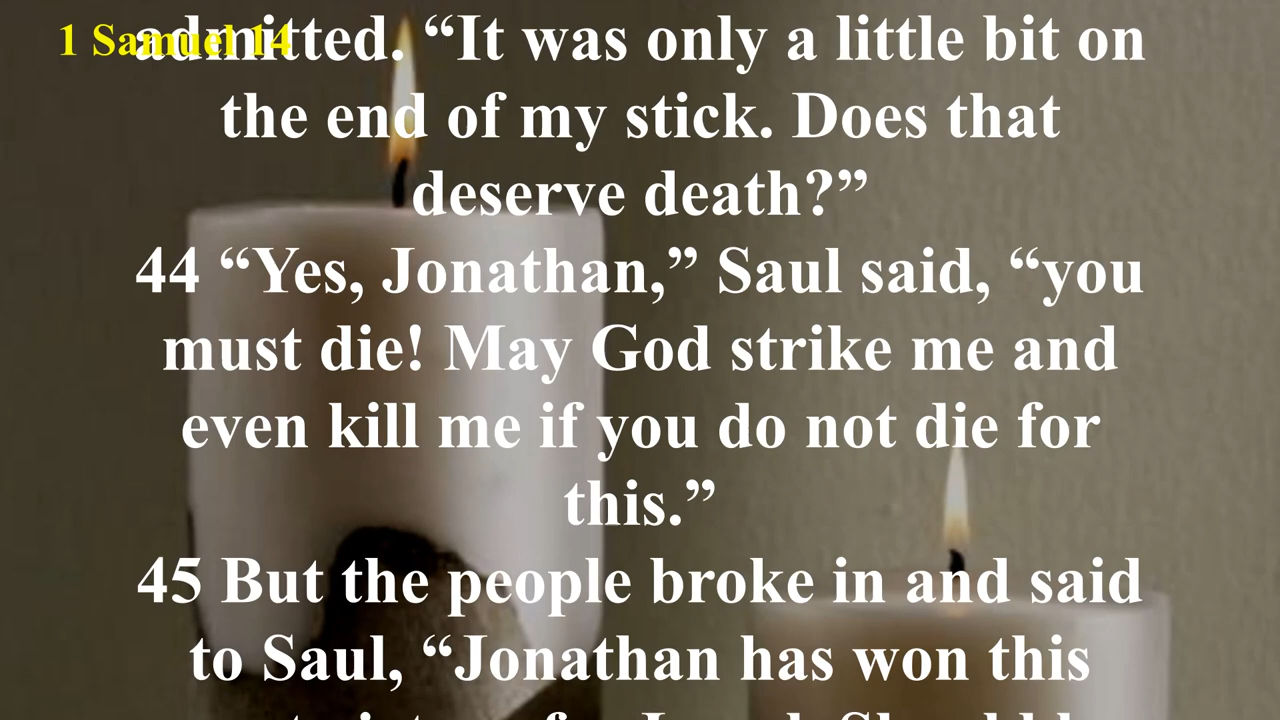 1 Samuel 14
admitted. “It was only a little bit on
the end of my stick. Does that
deserve death?”
44 “Yes, Jonathan,” Saul said, “you
must die! May God strike me and
even kill me if you do not die for
this.”
45 But the people broke in and said
to Saul, “Jonathan has won this